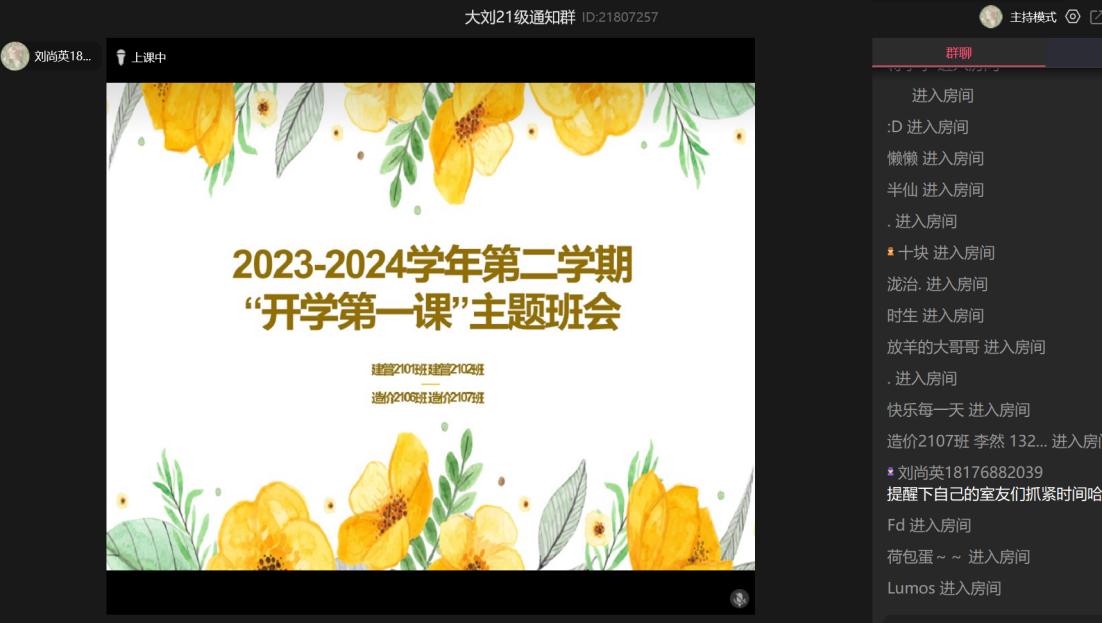 大刘21级通知群 ID:21807257
主持模式
刘尚英18...
上课中
2023-2024学年第二学期
“开学第一课”主题班会
建管2101班 建管2102班
造价2106班 造价2107班
群聊
进入房间
:D 进入房间
懒懒 进入房间
半仙 进入房间
. 进入房间
十块 进入房间
泷治. 进入房间
时生 进入房间
放羊的大哥哥 进入房间
. 进入房间
快乐每一天 进入房间
造价2107班 李然 132... 进入房
刘尚英18176882039
提醒下自己的室友们抓紧时间哈
Fd 进入房间
荷包蛋～～ 进入房间
Lumos 进入房间